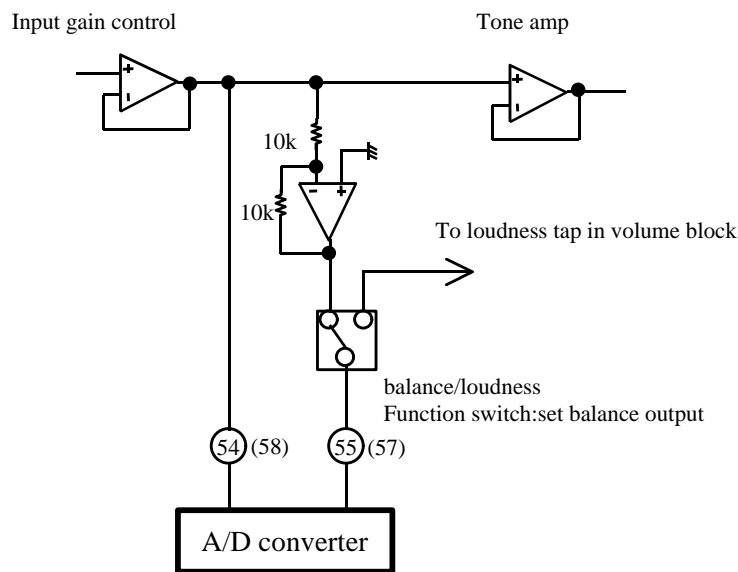 Input gain control
Tone amp
+
-
+
-
10k
- +
10k
To loudness tap in volume block
balance/loudness
Function switch:set balance output
54 (58)
55 (57)
A/D converter